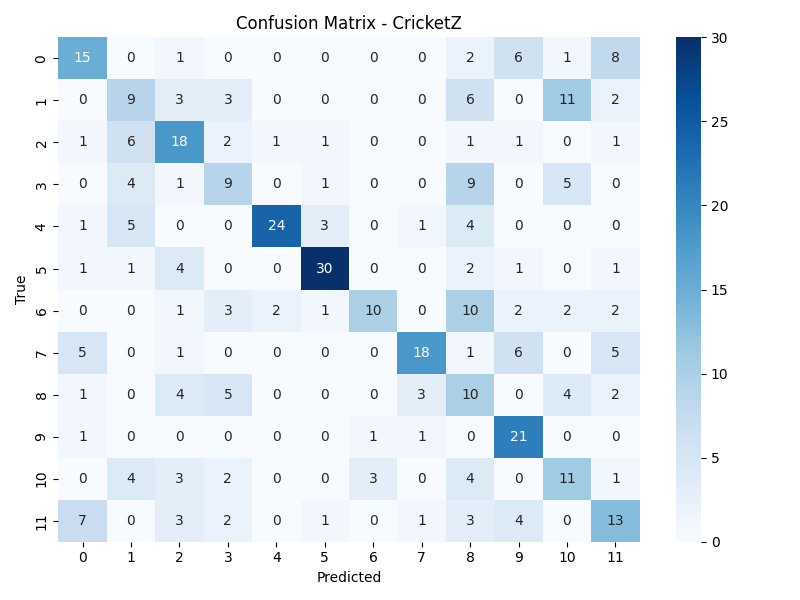 Confusion Matrix - CricketZ
0 15 0 1 0 0 0 0 0 2 6 1 8
1 0 9 3 3 0 0 0 0 6 0 11 2
2 1 6 18 2 1 1 0 0 1 1 0 1
3 0 4 1 9 0 1 0 0 9 0 5 0
4 1 5 0 0 24 3 0 1 4 0 0 0
5 1 1 4 0 0 30 0 0 2 1 0 1
6 0 0 1 3 2 1 10 0 10 2 2 2
7 5 0 1 0 0 0 0 18 1 6 0 5
8 1 0 4 5 0 0 0 3 10 0 4 2
9 1 0 0 0 0 0 1 1 0 21 0 0
10 0 4 3 2 0 0 3 0 4 0 11 1
11 7 0 3 2 0 1 0 1 3 4 0 13
0 1 2 3 4 5 6 7 8 9 10 11
Predicted
True
30
25
20
15
10
5
0